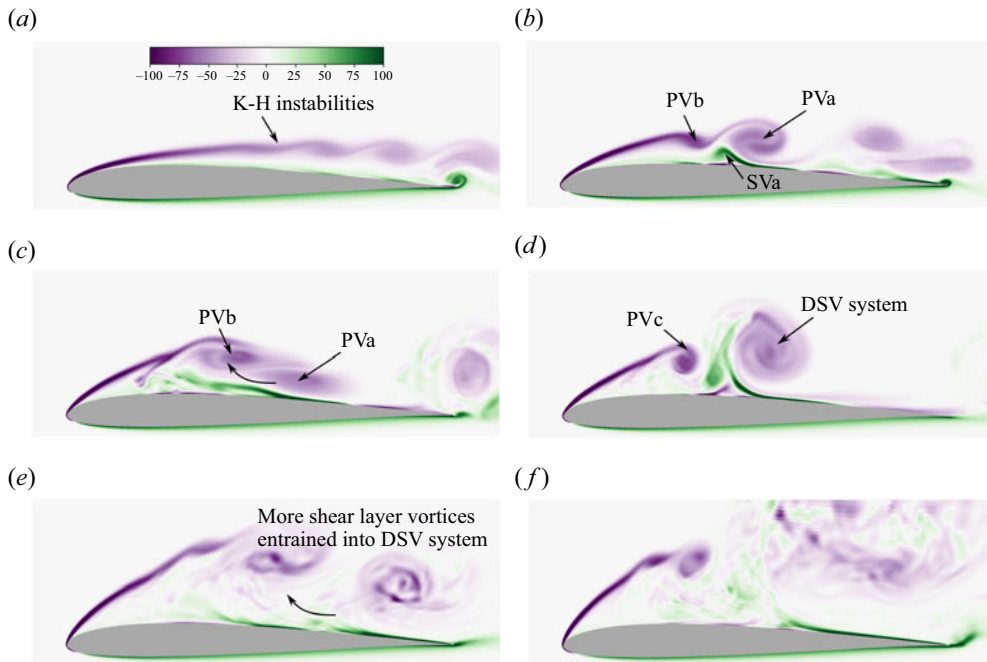 (a)
–100 –75 –50 –25 0 25 50 75 100
K-H instabilities
(b)
PVb
PVa
SVa
(c)
PVb
PVa
(d)
PVc
DSV system
(e)
More shear layer vortices
entrained into DSV system
(f)